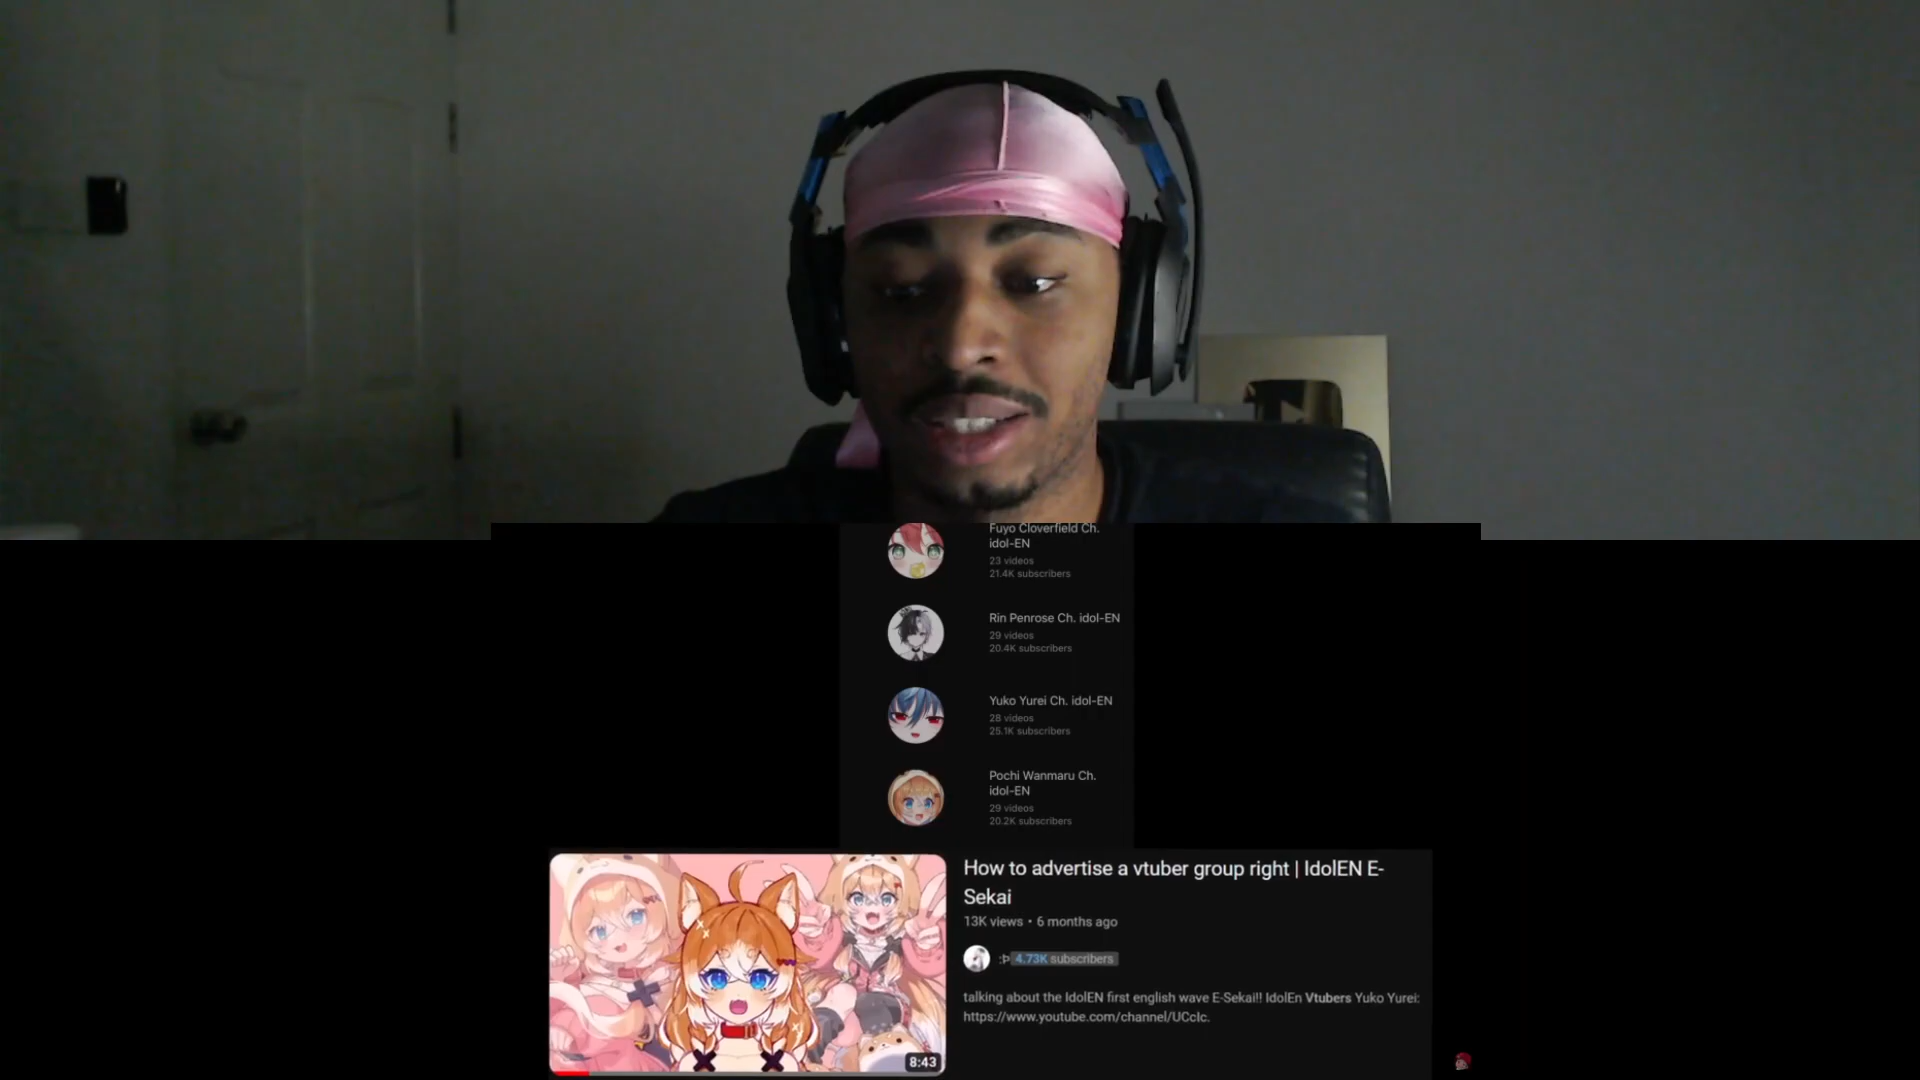 Fuyo Cloverfield Ch.
idol-EN
23 videos
21.4K subscribers
Rin Penrose Ch. idol-EN
29 videos
20.4K subscribers
Yuko Yurei Ch. idol-EN
28 videos
25.1K subscribers
Pochi Wanmaru Ch.
idol-EN
29 videos
20.2K subscribers
How to advertise a vtuber group right | IdolEN E-
Sekai
13K views • 6 months ago
:Þ 4.73K subscribers
talking about the IdolEN first english wave E-Sekai!! IdolEn Vtubers Yuko Yurei:
https://www.youtube.com/channel/UCcIc.
8:43